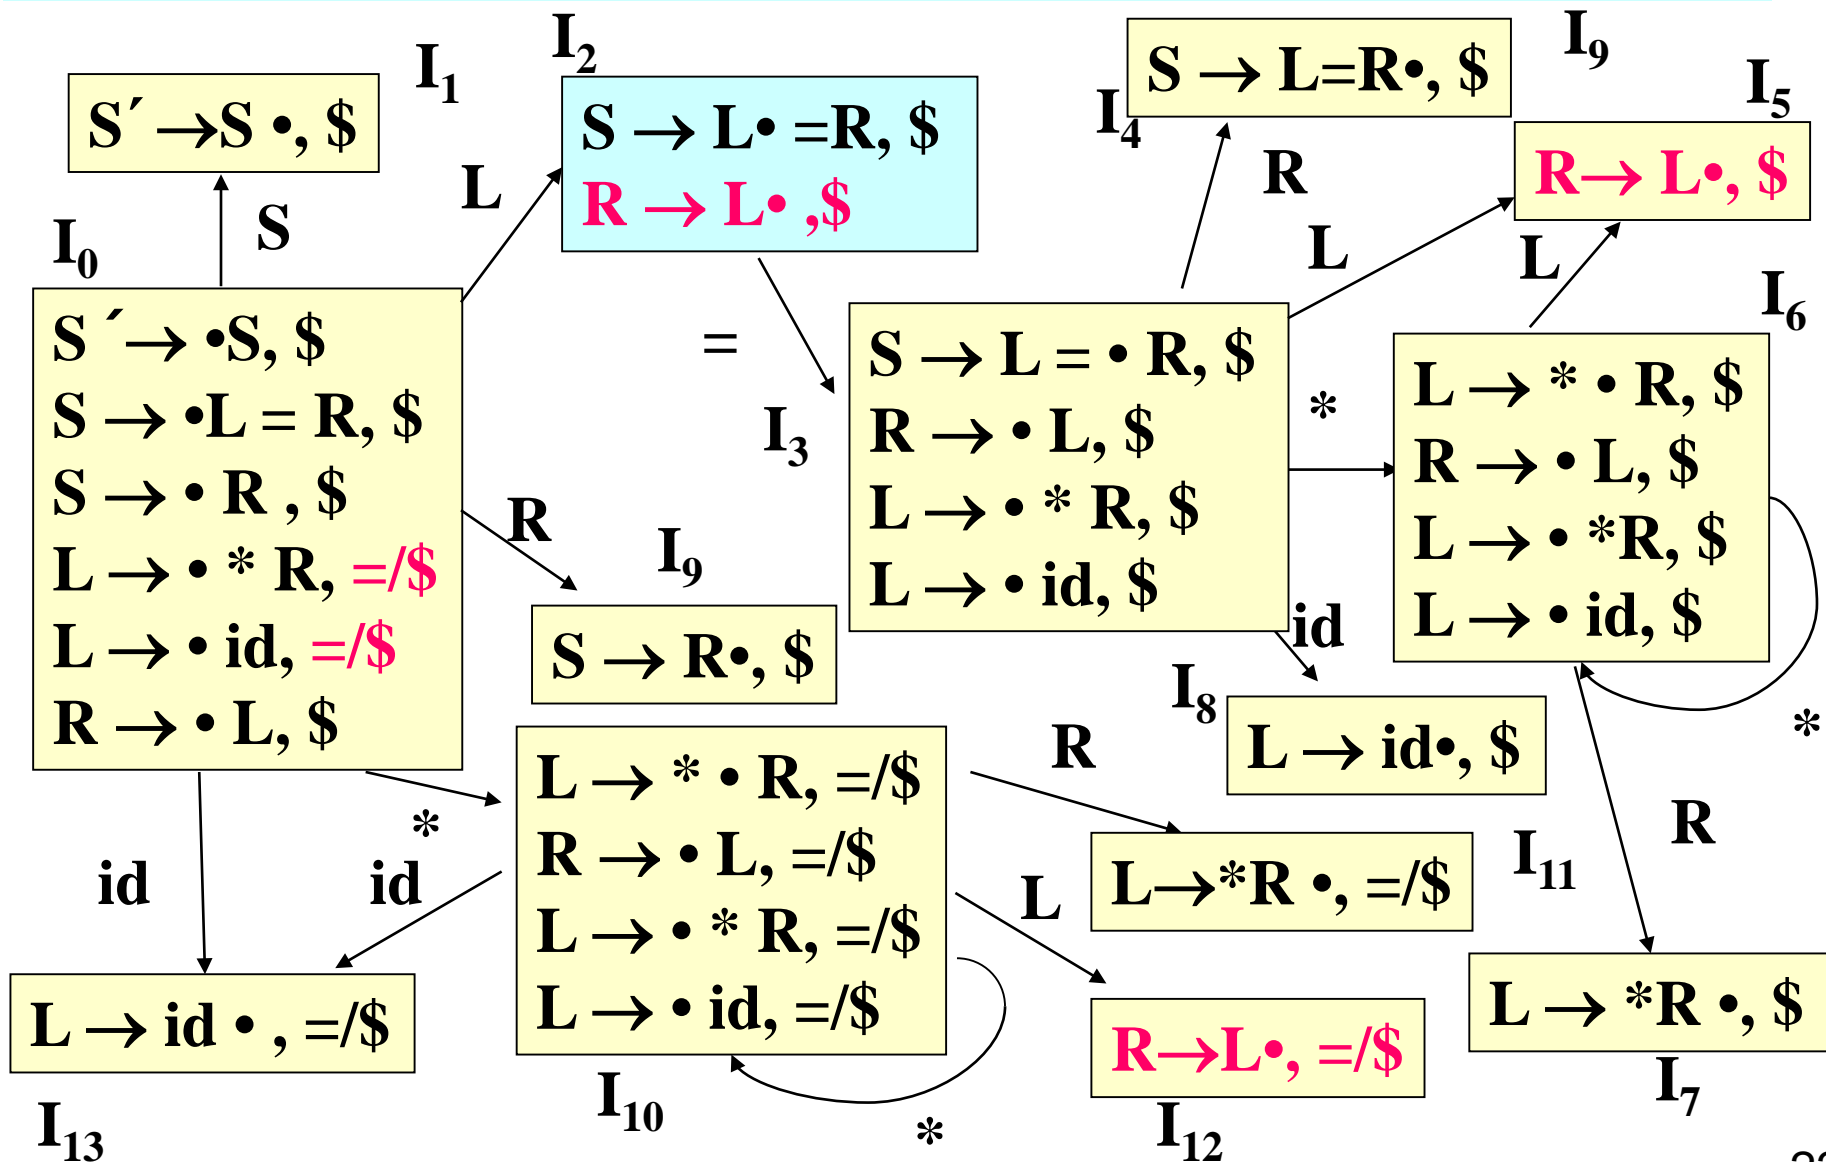 I₁
S´→S •, $
S
I₀
S ´→ •S, $
S → •L = R, $
S → • R , $
L → • * R, =/$
L → • id, =/$
R → • L, $
L
I₂
S → L• =R, $
R → L• ,$
=
R
I₉
S → R•, $
I₃
S → L = • R, $
R → • L, $
L → • * R, $
L → • id, $
I₄
S → L=R•, $
I₉
R
L
I₅
R→ L•, $
L
I₆
*
L → * • R, $
R → • L, $
L → • *R, $
L → • id, $
*
id
I₈
L → id•, $
R
I₇
L → *R •, $
id
*
id
L → id • , =/$
I₁₃
L → * • R, =/$
R → • L, =/$
L → • * R, =/$
L → • id, =/$
I₁₀
*
R
I₁₁
L→*R •, =/$
L
R→L•, =/$
I₁₂